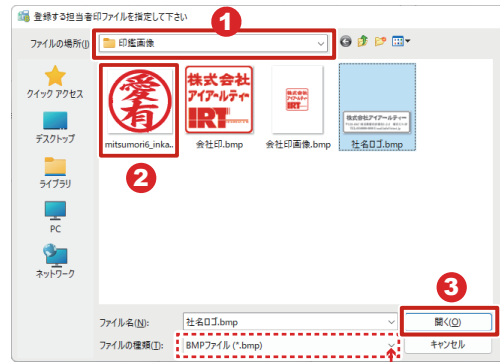 登録する担当者印ファイルを指定して下さい
1
ファイルの場所(I)
印鑑画像
クイック アクセス
デスクトップ
ライブラリ
PC
ネットワーク
愛有
mitsumori6_inka..
2
株式会社
アイアールティー
IRT
会社印.bmp
会社印画像.bmp
株式会社アイアールティー
社名ロゴ.bmp
3
ファイル名(N):
社名ロゴ.bmp
開く(O)
ファイルの種類(T):
BMPファイル (*.bmp)
キャンセル